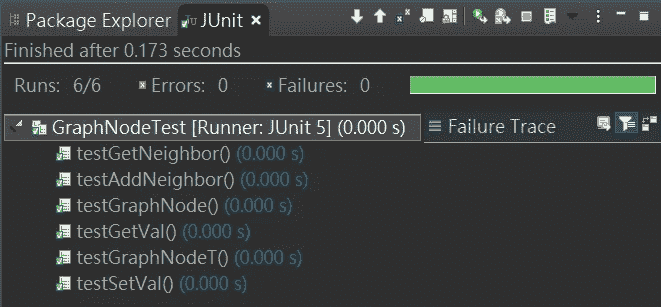 Package Explorer JUnit
Finished after 0.173 seconds
Runs: 6/6 Errors: 0 Failures: 0
GraphNodeTest [Runner: JUnit 5] (0.000 s) Failure Trace
testGetNeighbor() (0.000 s)
testAddNeighbor() (0.000 s)
testGraphNode() (0.000 s)
testGetVal() (0.000 s)
testGraphNodeT() (0.000 s)
testSetVal() (0.000 s)